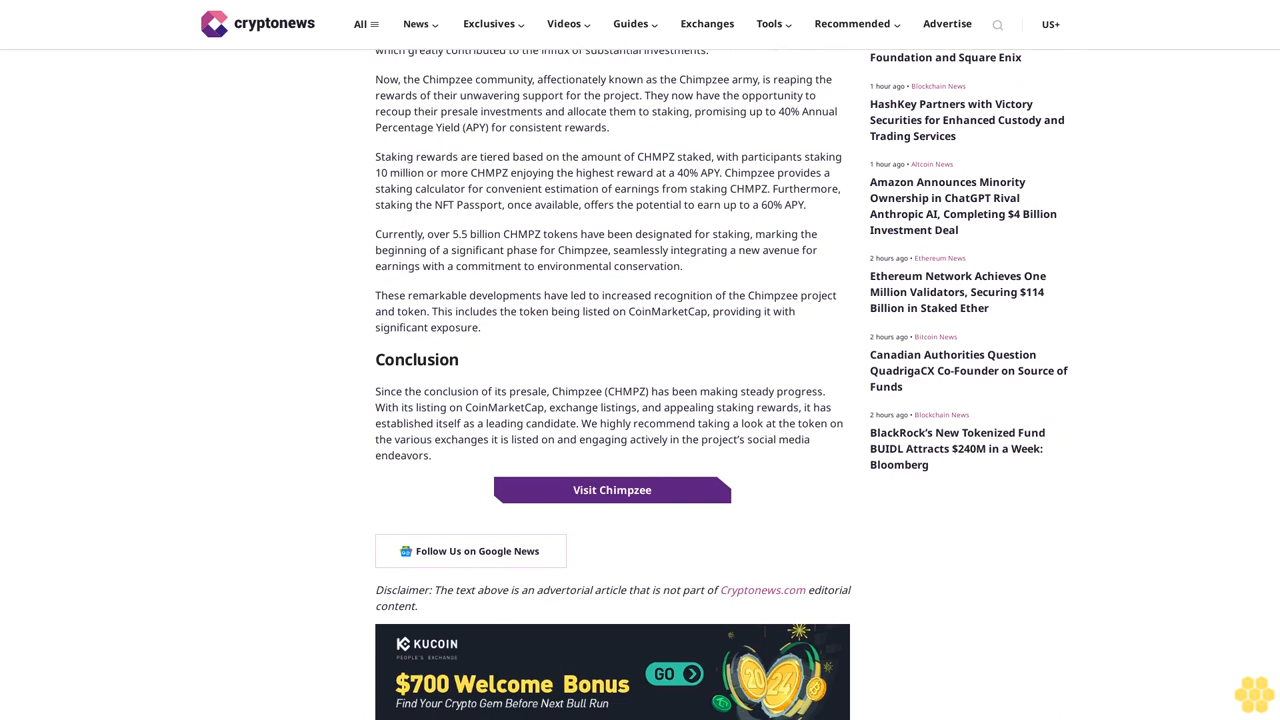 cryptonews
All News Exclusives Videos Guides Exchanges Tools Recommended Advertise US+
which greatly contributed to the influx of substantial investments.
Now, the Chimpzee community, affectionately known as the Chimpzee army, is reaping the
rewards of their unwavering support for the project. They now have the opportunity to
recoup their presale investments and allocate them to staking, promising up to 40% Annual
Percentage Yield (APY) for consistent rewards.
Staking rewards are tiered based on the amount of CHMPZ staked, with participants staking
10 million or more CHMPZ enjoying the highest reward at a 40% APY. Chimpzee provides a
staking calculator for convenient estimation of earnings from staking CHMPZ. Furthermore,
staking the NFT Passport, once available, offers the potential to earn up to a 60% APY.
Currently, over 5.5 billion CHMPZ tokens have been designated for staking, marking the
beginning of a significant phase for Chimpzee, seamlessly integrating a new avenue for
earnings with a commitment to environmental conservation.
These remarkable developments have led to increased recognition of the Chimpzee project
and token. This includes the token being listed on CoinMarketCap, providing it with
significant exposure.
Conclusion
Since the conclusion of its presale, Chimpzee (CHMPZ) has been making steady progress.
With its listing on CoinMarketCap, exchange listings, and appealing staking rewards, it has
established itself as a leading candidate. We highly recommend taking a look at the token on
the various exchanges it is listed on and engaging actively in the project's social media
endeavors.
Visit Chimpzee
Follow Us on Google News
Disclaimer: The text above is an advertorial article that is not part of Cryptonews.com editorial
content.
KUCOIN
PEOPLE'S EXCHANGE
$700 Welcome Bonus
Find Your Crypto Gem Before Next Bull Run
GO
20 24
Foundation and Square Enix
1 hour ago • Blockchain News
HashKey Partners with Victory
Securities for Enhanced Custody and
Trading Services
1 hour ago • Altcoin News
Amazon Announces Minority
Ownership in ChatGPT Rival
Anthropic AI, Completing $4 Billion
Investment Deal
2 hours ago • Ethereum News
Ethereum Network Achieves One
Million Validators, Securing $114
Billion in Staked Ether
2 hours ago • Bitcoin News
Canadian Authorities Question
QuadrigaCX Co-Founder on Source of
Funds
2 hours ago • Blockchain News
BlackRock's New Tokenized Fund
BUIDL Attracts $240M in a Week:
Bloomberg